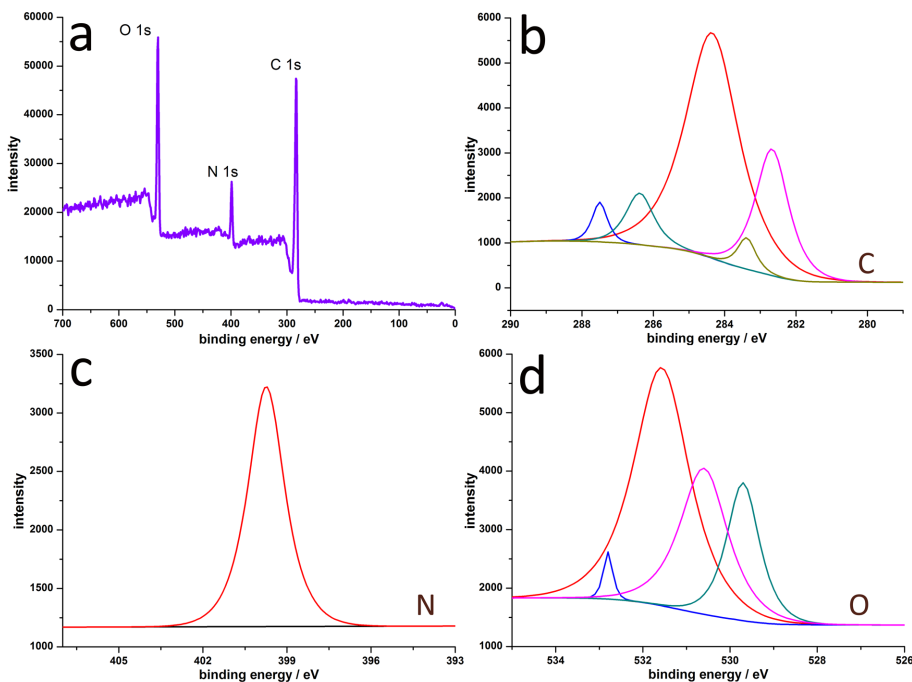 a
O 1s
N 1s
C 1s
intensity
60000
50000
40000
30000
20000
10000
0
700 600 500 400 300 200 100 0
binding energy / eV
b
C
intensity
6000
5000
4000
3000
2000
1000
0
290 288 286 284 282 280
binding energy / eV
c
N
intensity
3500
3000
2500
2000
1500
1000
405 402 399 396 393
binding energy / eV
d
O
intensity
6000
5000
4000
3000
2000
1000
534 532 530 528 526
binding energy / eV